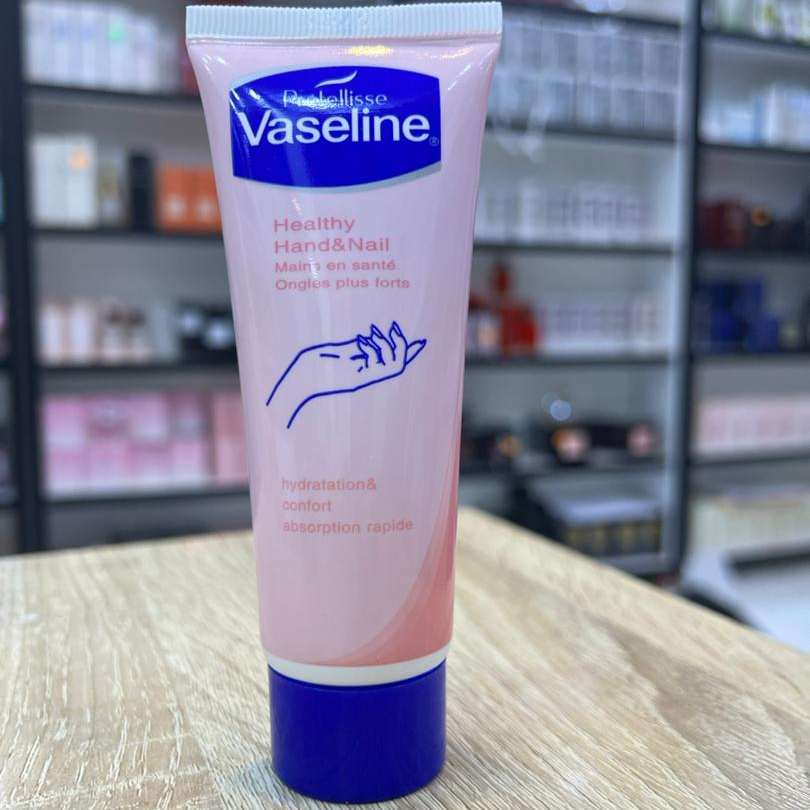 Vaseline®
Healthy
Hand&Nail
Mains en santé.
Ongles plus forts
hydratation&
confort
absorption rapide